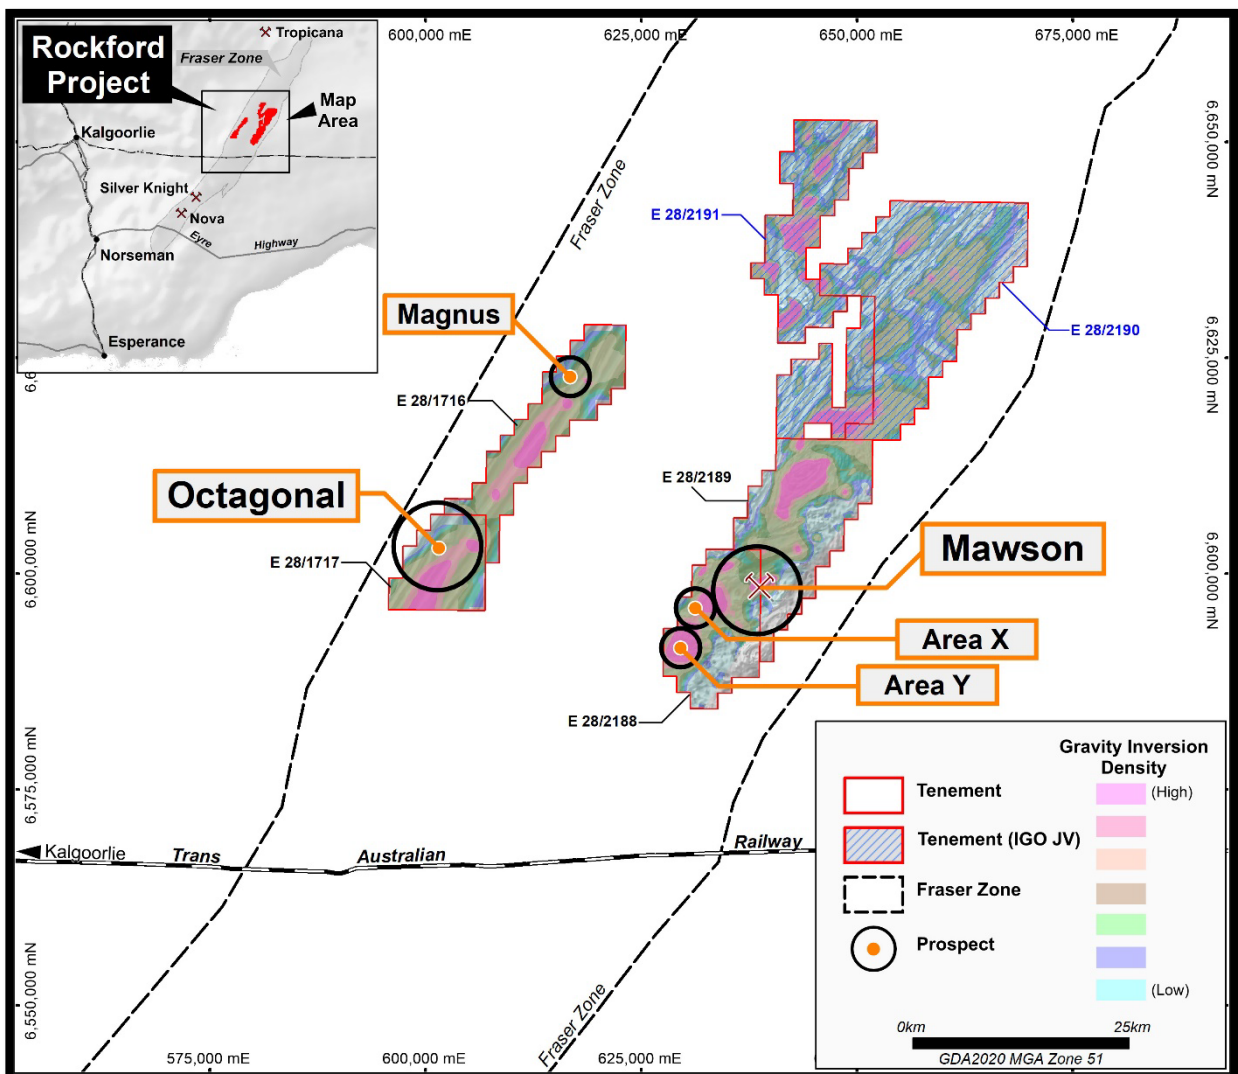 600,000 mE
625,000 mE
650,000 mE
675,000 mE
Rockford
Project
Tropicana
Fraser Zone
Map
Area
Kalgoorlie
Silver Knight
Nova
Eyre
Highway
Norseman
Esperance
Fraser Zone
6,650,000 mN
E 28/2191
E 28/2190
Magnus
6,625,000 mN
E 28/1716
Octagonal
E 28/2189
6,600,000 mN
E 28/1717
Mawson
6,600,000 mN
Area X
Area Y
E 28/2188
6,575,000 mN
Kalgoorlie
Trans
Australian
Railway
Gravity Inversion
Density
Tenement
(High)
Tenement (IGO JV)
Fraser Zone
Prospect
(Low)
0km
25km
GDA2020 MGA Zone 51
6,550,000 mN
Fraser Zone
575,000 mE
600,000 mE
625,000 mE